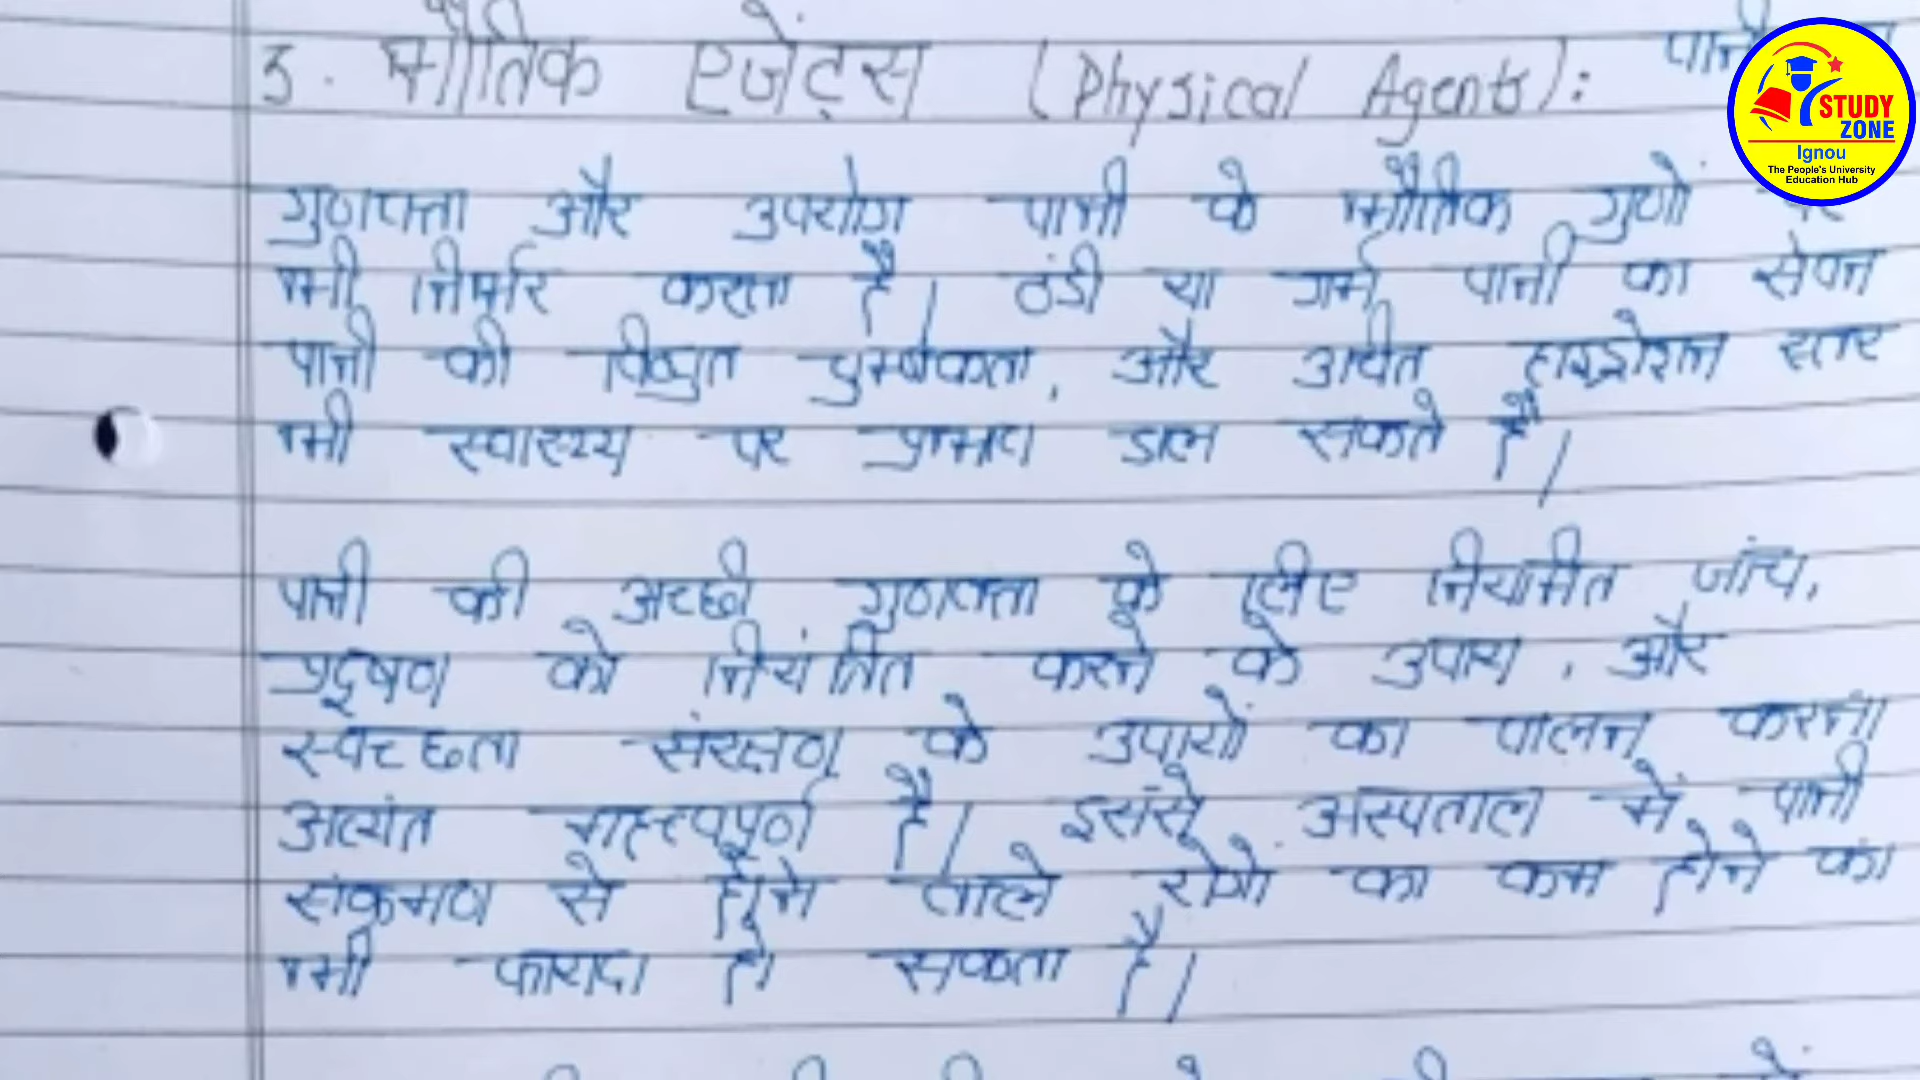 3. भौतिक एजेंट्स (Physical Agents):
गुणवत्ता और उपयोग पानी के भौतिक गुणों पर
भी निर्भर करता है। ठंडी या गर्म पानी का सेवन
पानी की विद्युत चुम्बकता, और उचित हाइड्रोशन स्तर
भी स्वास्थ्य पर प्रभाव डाल सकते हैं।
पानी की अच्छी गुणवत्ता के लिए नियमित जांच,
प्रदूषण को नियंत्रित करने के उपाय, और
स्वच्छता संरक्षण के उपायों का पालन करना
अत्यंत महत्वपूर्ण है। इससे अस्पताल में पानी
संक्रमण से होने वाले रोगों का कम होने का
भी फायदा हो सकता है।
STUDY
ZONE
Ignou
The People's University
Education Hub